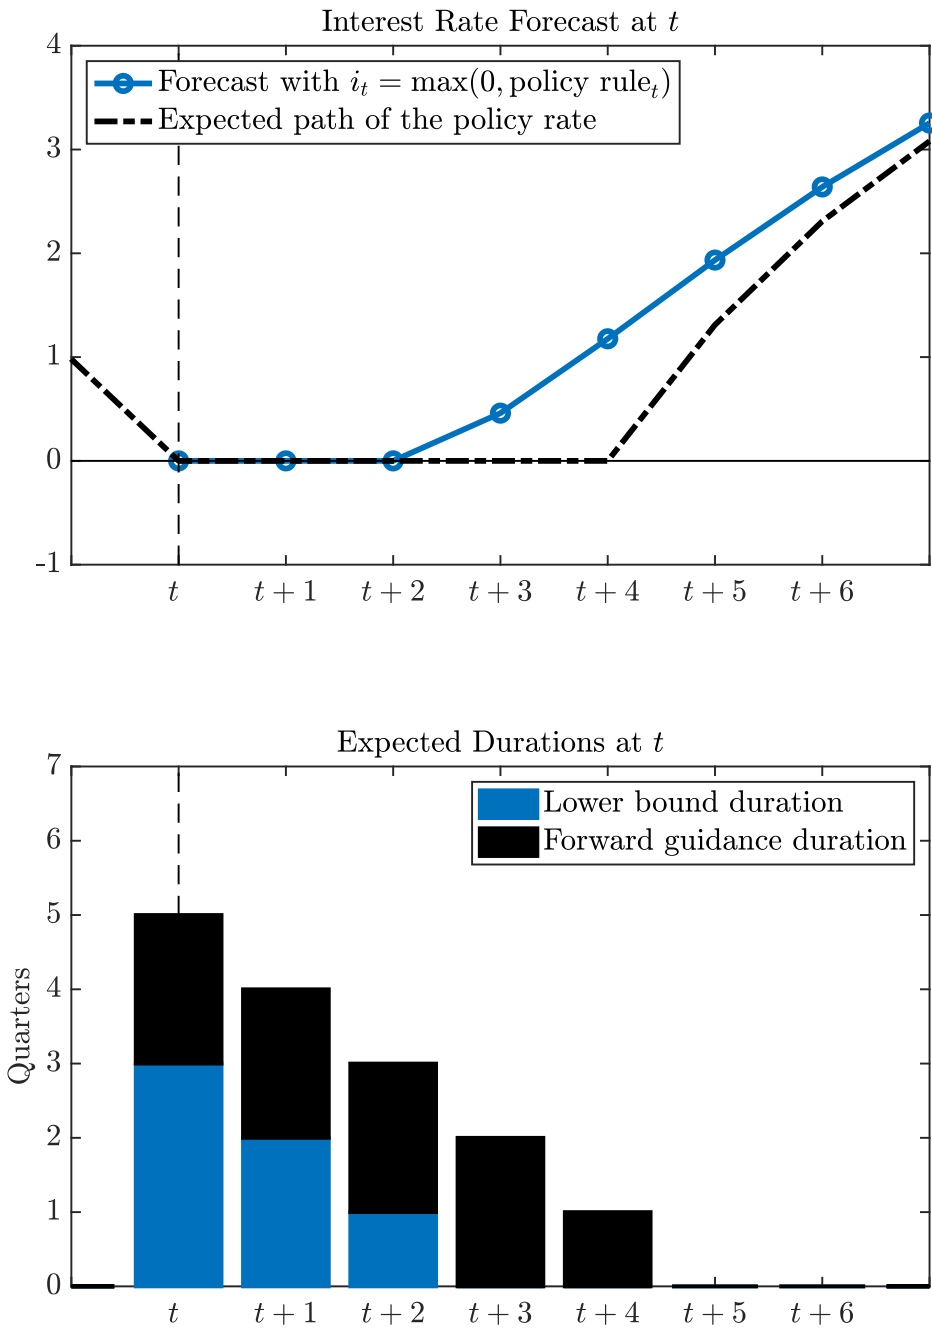 Interest Rate Forecast at t
4
Forecast with iₜ = max(0, policy ruleₜ)
Expected path of the policy rate
3
2
1
0
-1
t t + 1 t + 2 t + 3 t + 4 t + 5 t + 6
Expected Durations at t
7
Lower bound duration
Forward guidance duration
6
5
4
3
2
1
0
Quarters
t t + 1 t + 2 t + 3 t + 4 t + 5 t + 6